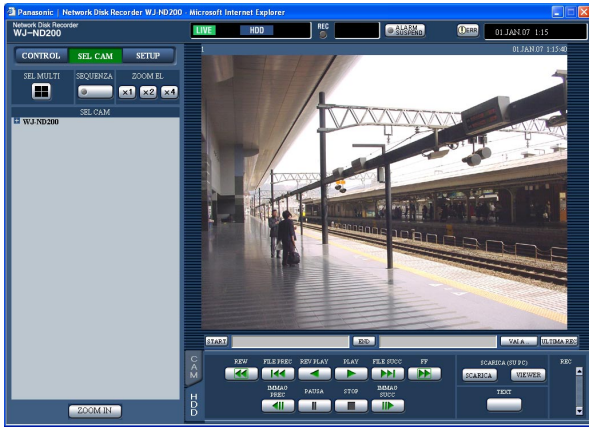 Panasonic | Network Disk Recorder WJ-ND200 - Microsoft Internet Explorer
Network Disk Recorder
WJ-ND200
LIVE HDD REC ALARM SUSPEND ERR 01.JAN.07 1:15
CONTROL SEL CAM SETUP
1 01.JAN.07 1:15:40
SEL MULTI SEQUENZA ZOOM EL
x1 x2 x4
SEL CAM
WJ-ND200
START END VAI A ... ULTIMA REC
CAM
REW FILE PREC REV PLAY PLAY FILE SUCC FF
SCARICA (SU PC) REC
SCARICA VIEWER
HDD
IMMAG PREC PAUSA STOP IMMAG SUCC
TEXT
ZOOM IN